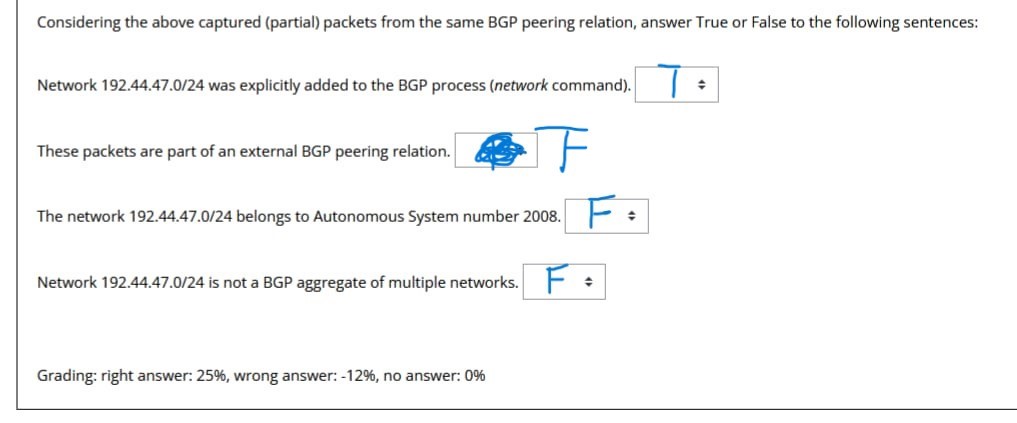 Considering the above captured (partial) packets from the same BGP peering relation, answer True or False to the following sentences:
Network 192.44.47.0/24 was explicitly added to the BGP process (network command). T
These packets are part of an external BGP peering relation. F
The network 192.44.47.0/24 belongs to Autonomous System number 2008. F
Network 192.44.47.0/24 is not a BGP aggregate of multiple networks. F
Grading: right answer: 25%, wrong answer: -12%, no answer: 0%